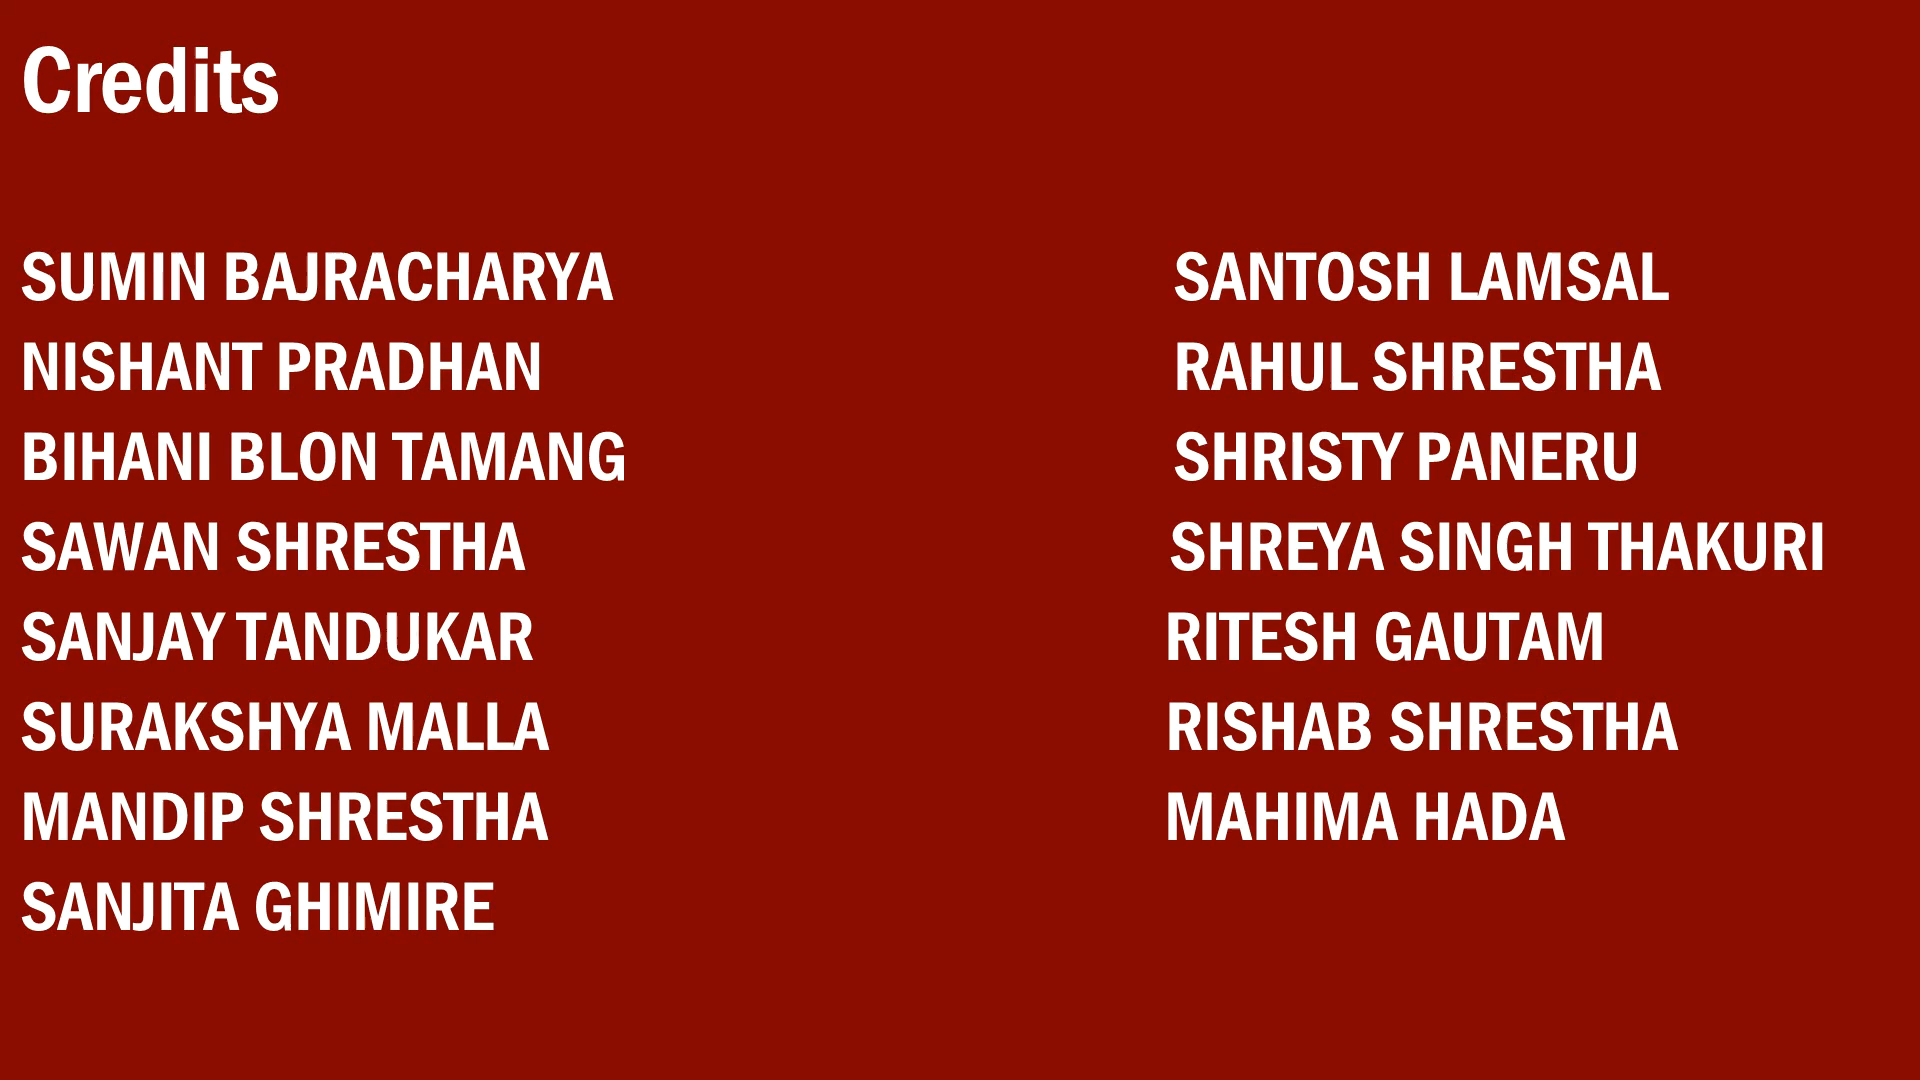 Credits
SUMIN BAJRACHARYA
NISHANT PRADHAN
BIHANI BLON TAMANG
SAWAN SHRESTHA
SANJAY TANDUKAR
SURAKSHYA MALLA
MANDIP SHRESTHA
SANJITA GHIMIRE
SANTOSH LAMSAL
RAHUL SHRESTHA
SHRISTY PANERU
SHREYA SINGH THAKURI
RITESH GAUTAM
RISHAB SHRESTHA
MAHIMA HADA